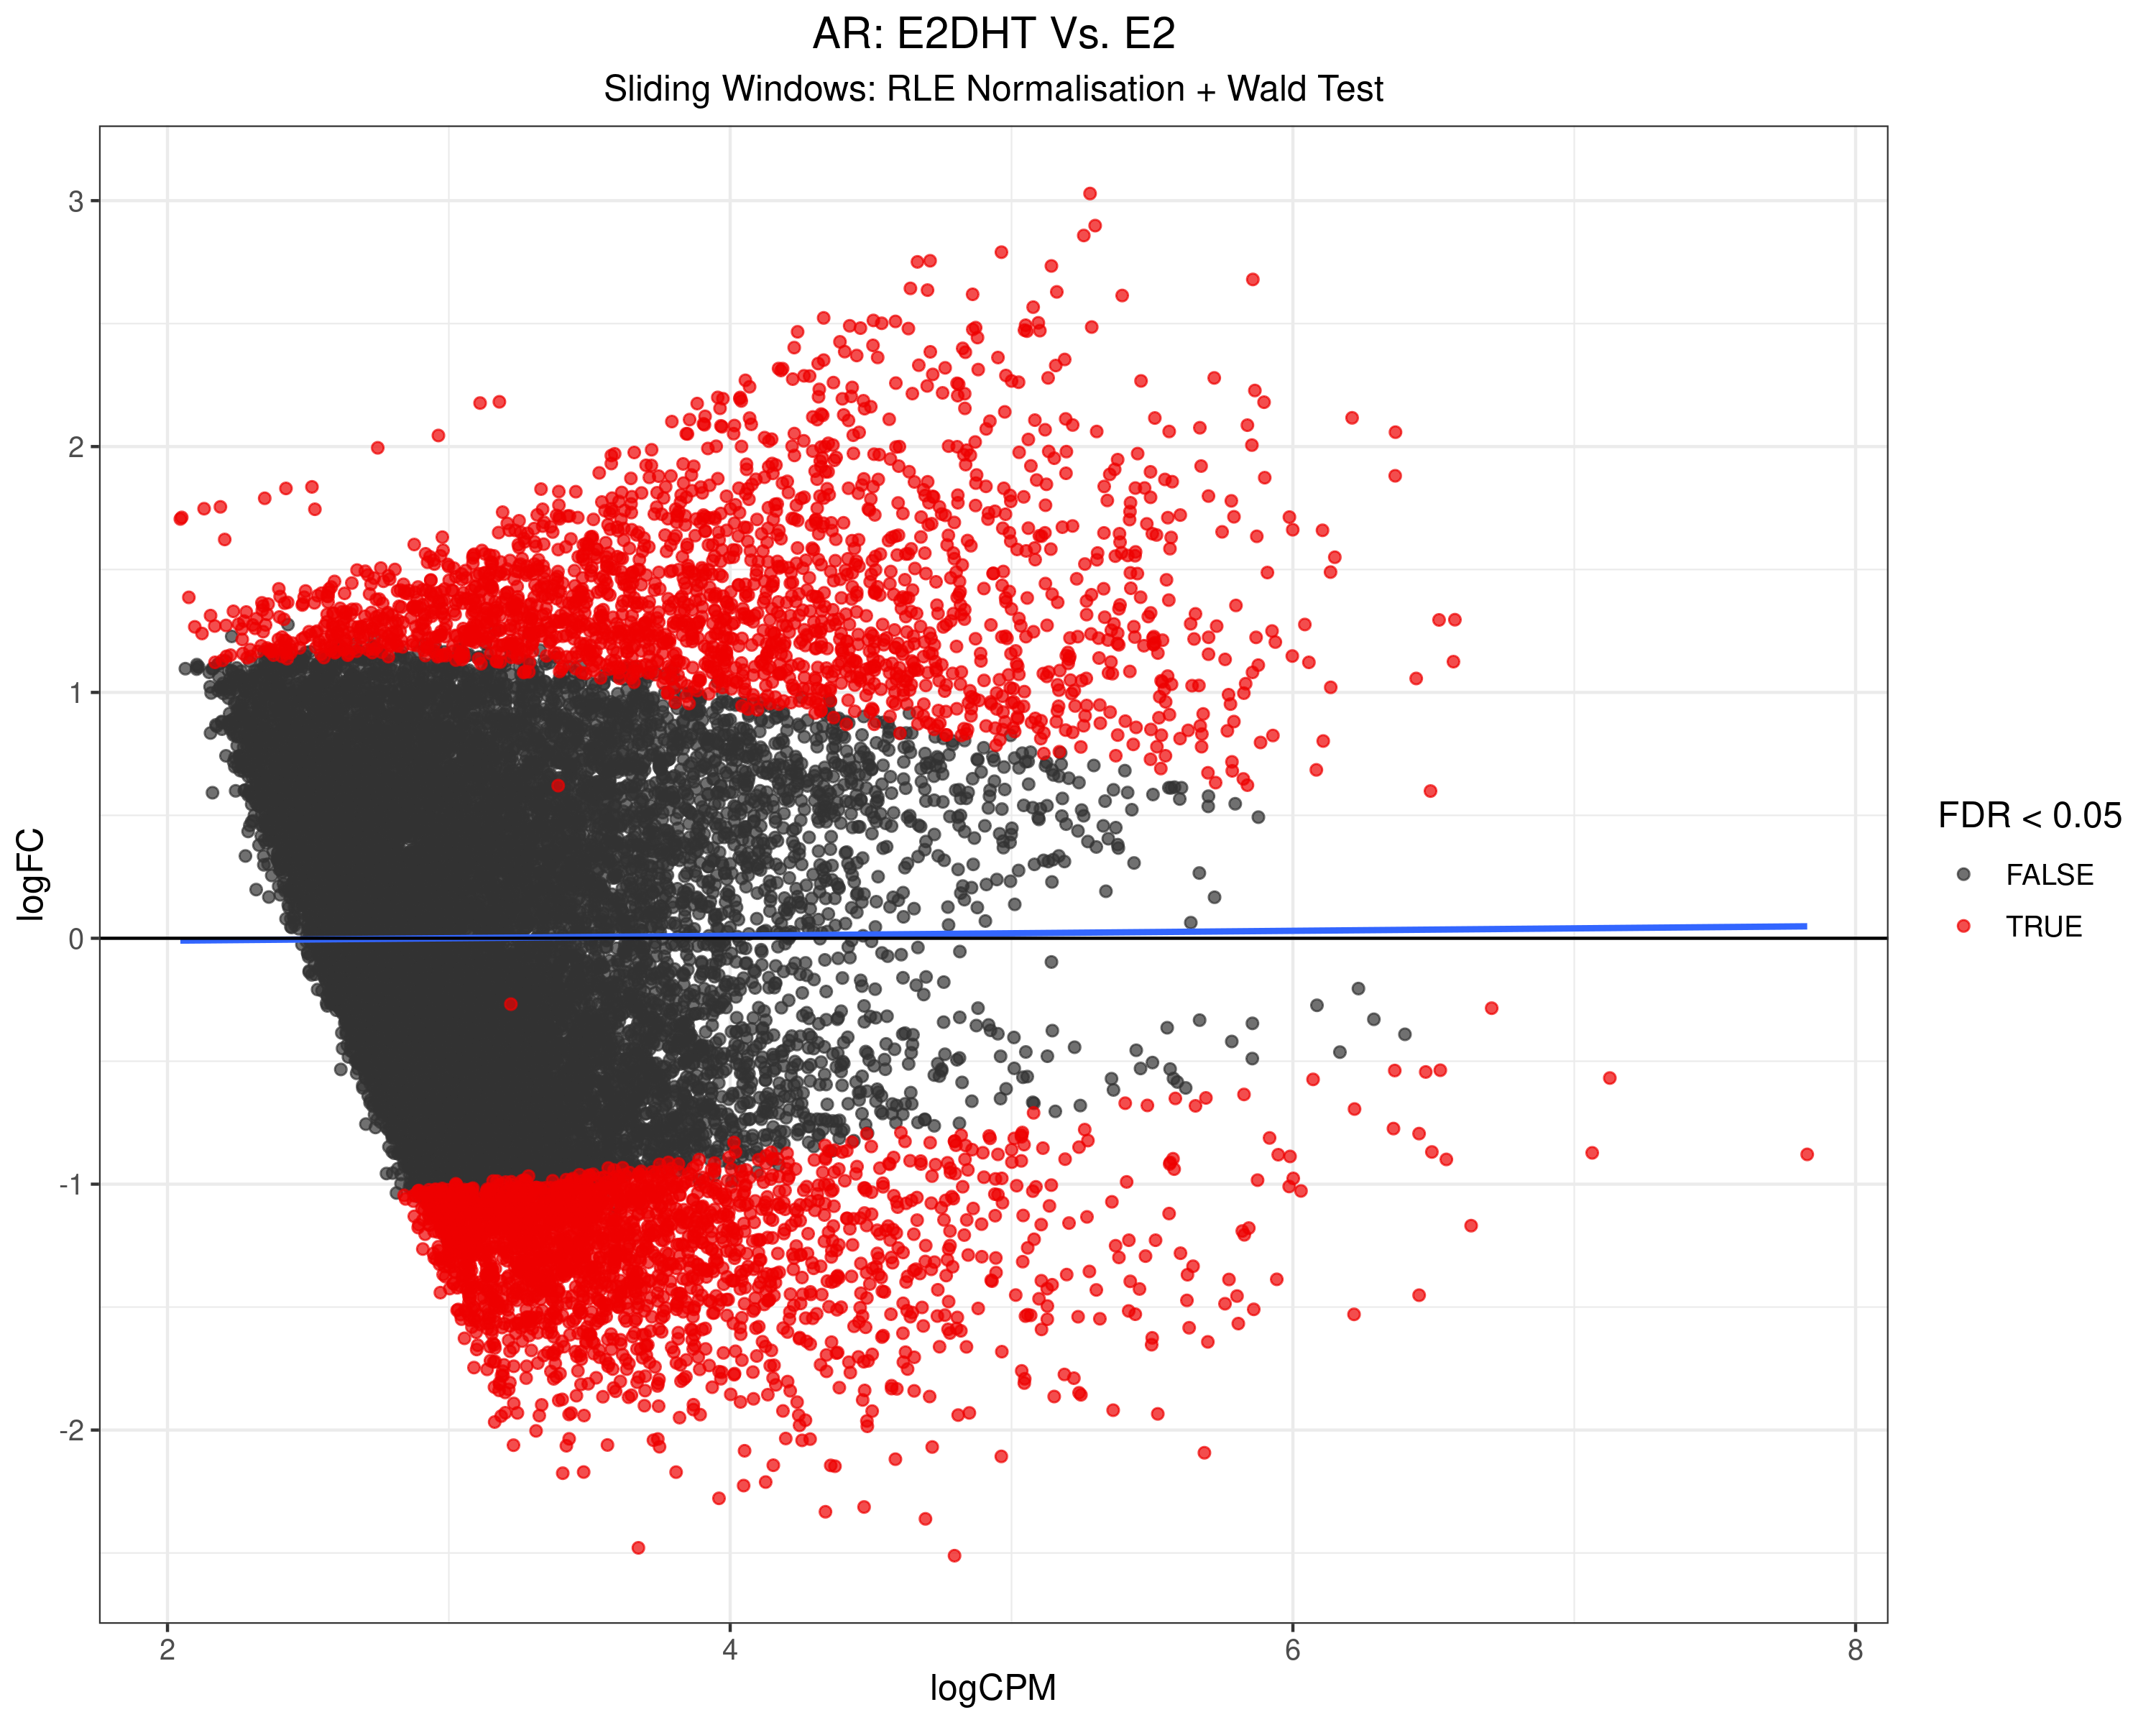 AR: E2DHT Vs. E2
Sliding Windows: RLE Normalisation + Wald Test
3
2
1
0
-1
-2
logFC
2
4
6
8
logCPM
FDR < 0.05
FALSE
TRUE